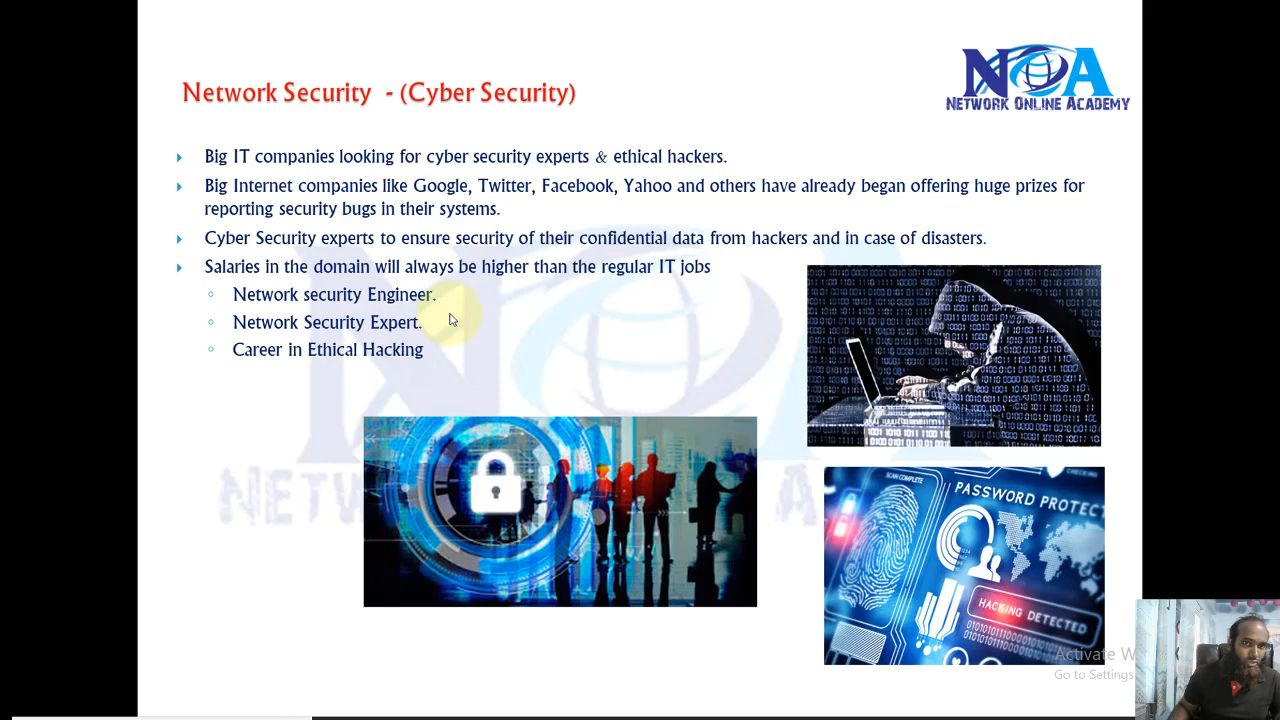 NOA
NETWORK ONLINE ACADEMY
Network Security - (Cyber Security)
Big IT companies looking for cyber security experts & ethical hackers.
Big Internet companies like Google, Twitter, Facebook, Yahoo and others have already began offering huge prizes for
reporting security bugs in their systems.
Cyber Security experts to ensure security of their confidential data from hackers and in case of disasters.
Salaries in the domain will always be higher than the regular IT jobs
Network security Engineer.
Network Security Expert.
Career in Ethical Hacking
SCAN COMPLETE
PASSWORD PROTECT
HACKING DETECTED
Activate W
Go to Settings